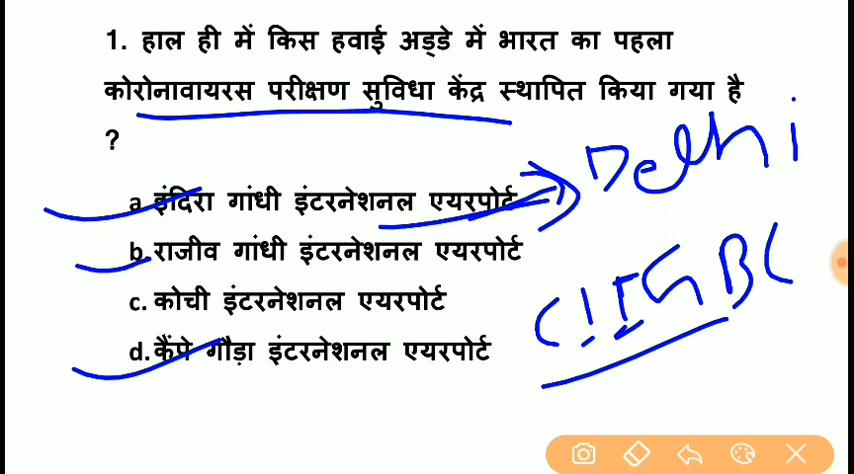 1. हाल ही में किस हवाई अड्डे में भारत का पहला
कोरोनावायरस परीक्षण सुविधा केंद्र स्थापित किया गया है
?
a इंदिरा गांधी इंटरनेशनल एयरपोर्ट
Delhi
b.राजीव गांधी इंटरनेशनल एयरपोर्ट
c. कोची इंटरनेशनल एयरपोर्ट
d.कैंपे गौड़ा इंटरनेशनल एयरपोर्ट